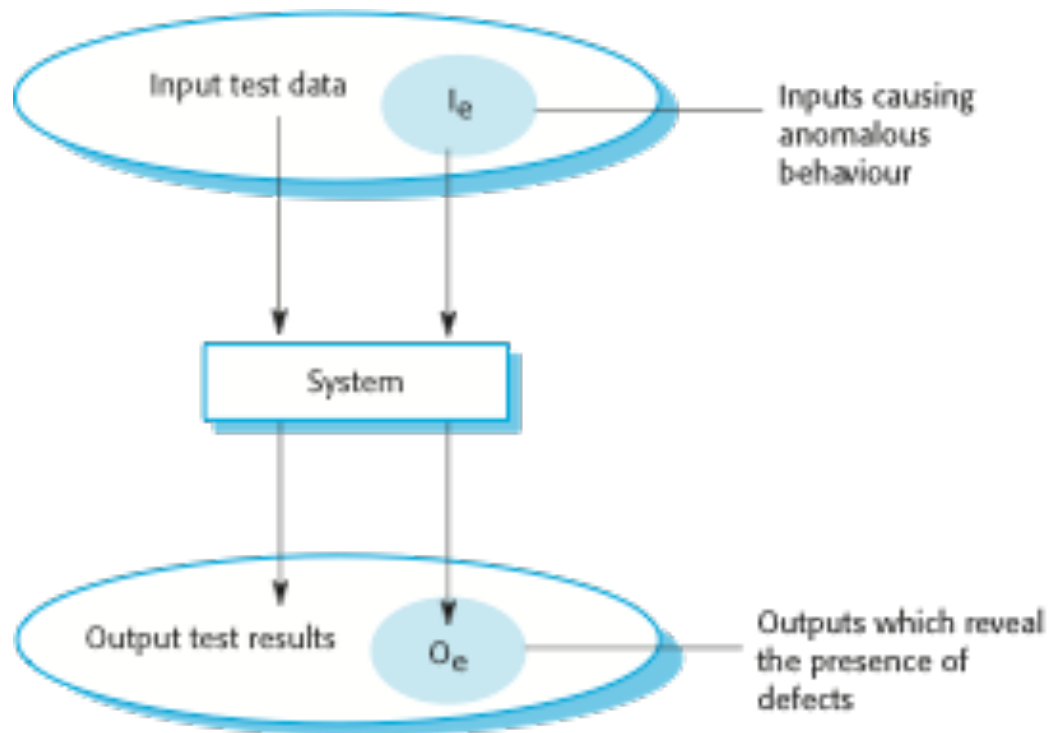 Input test data
Ie
Inputs causing
anomalous
behaviour
System
Output test results
Oe
Outputs which reveal
the presence of
defects